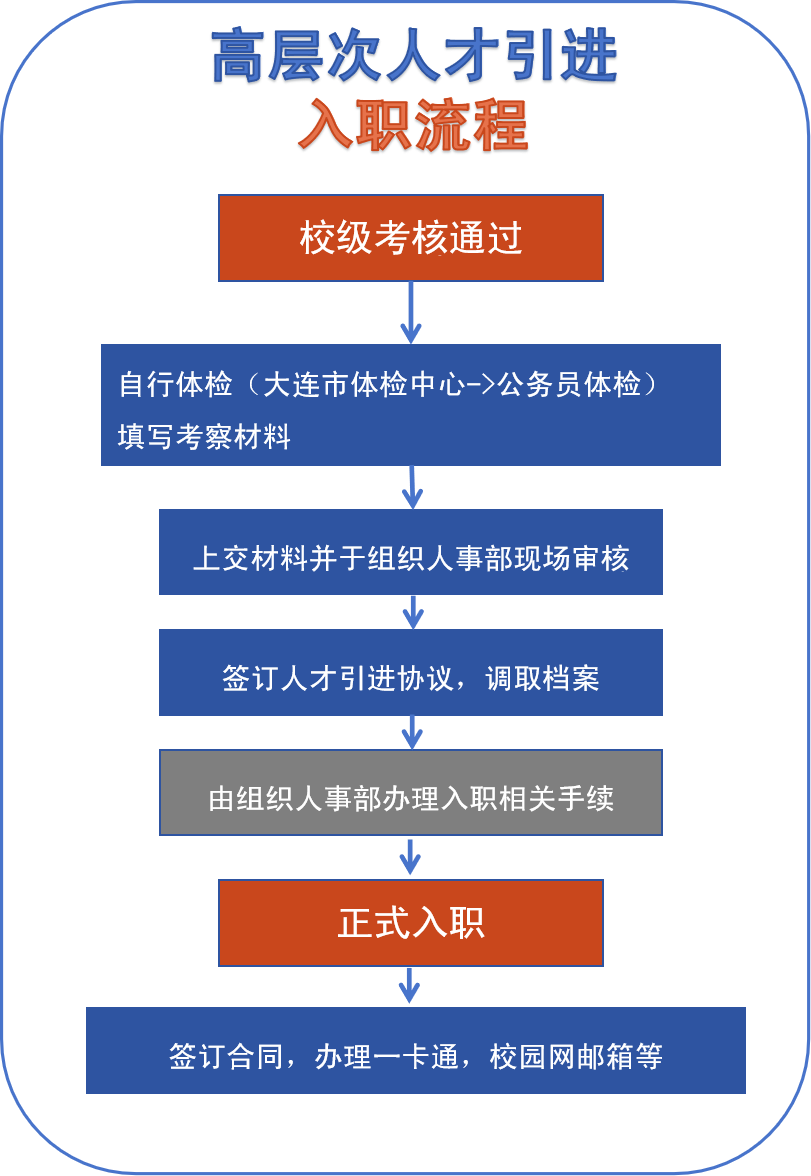 高层次人才引进
入职流程
校级考核通过
自行体检（大连市体检中心->公务员体检）
填写考察材料
上交材料并于组织人事部现场审核
签订人才引进协议，调取档案
由组织人事部办理入职相关手续
正式入职
签订合同，办理一卡通，校园网邮箱等